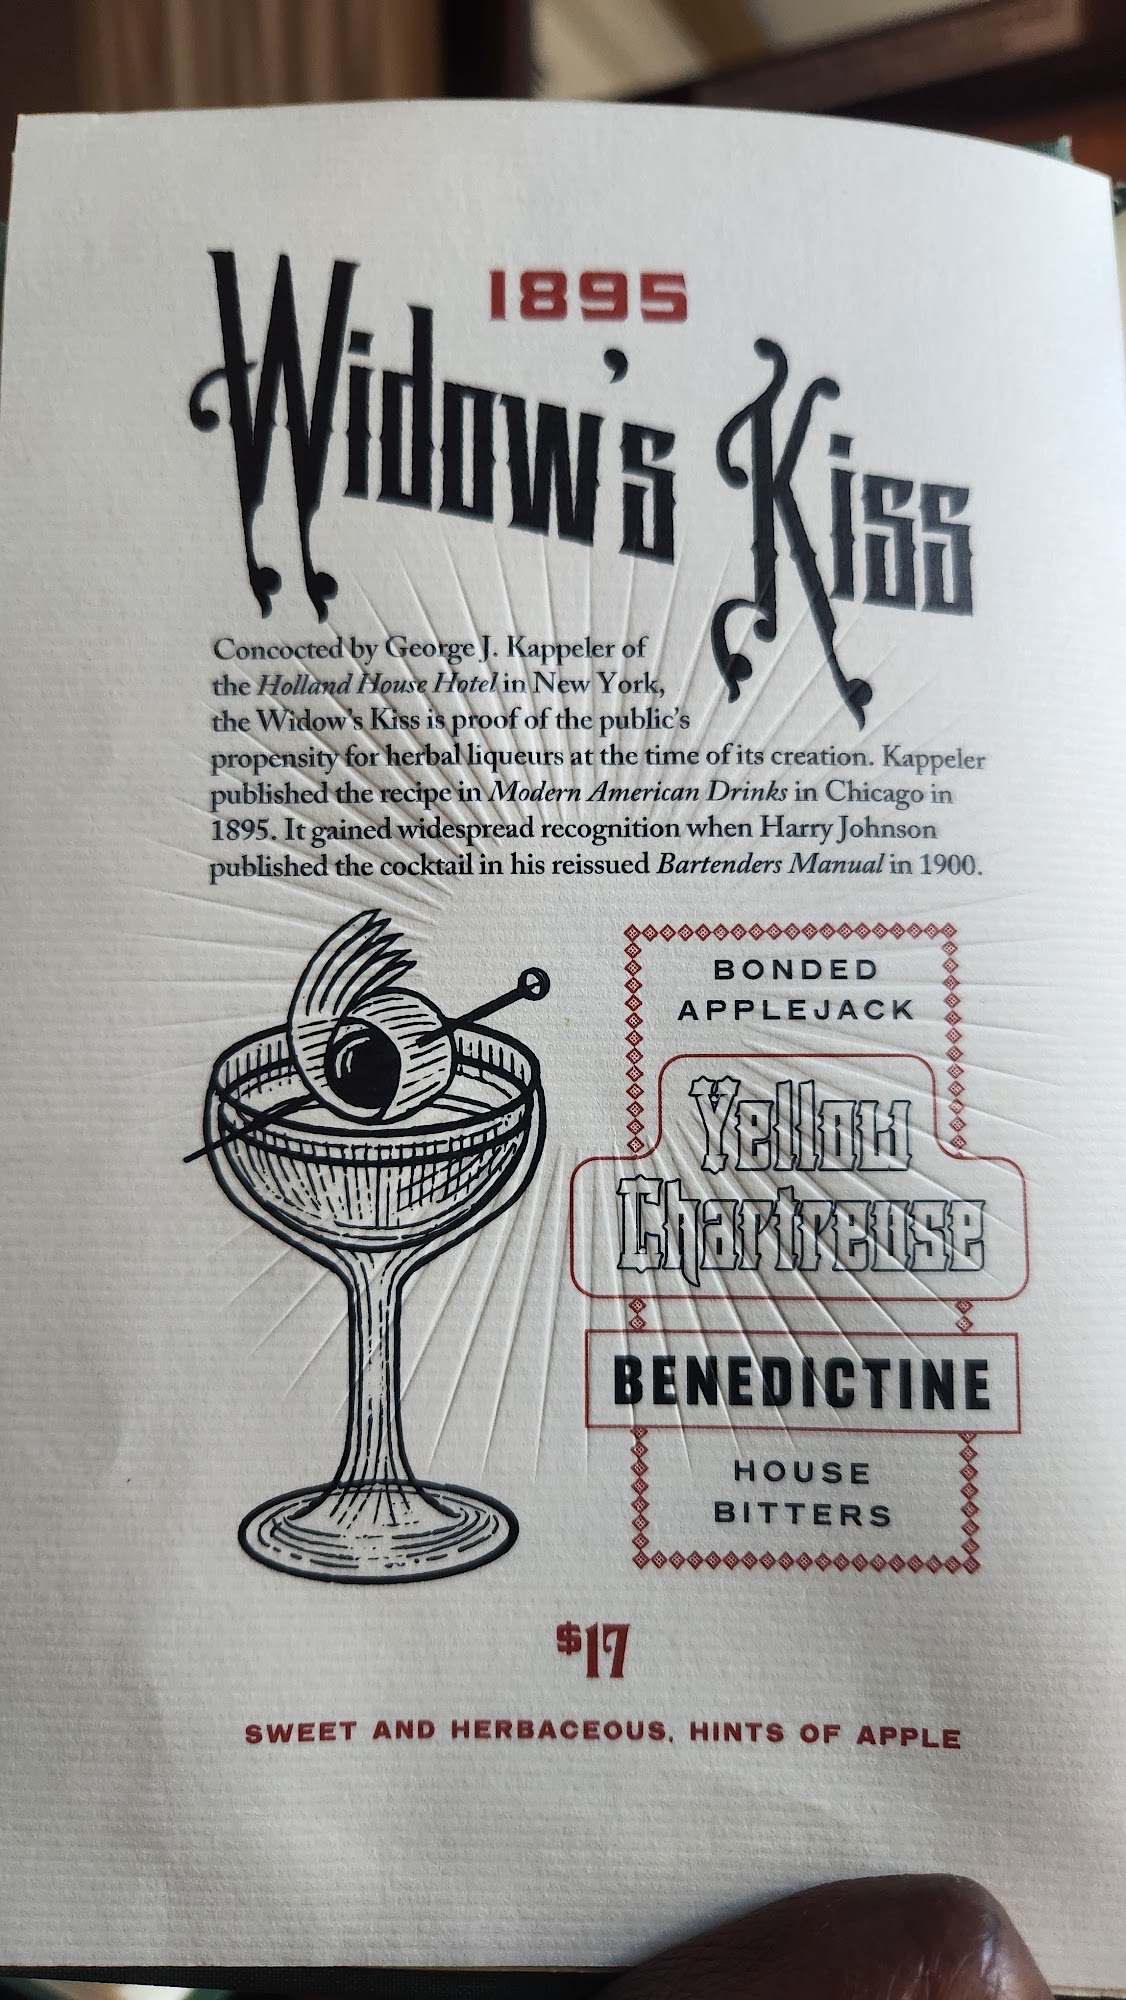 1895
Widow's Kiss
Concocted by George J. Kappeler of
the Holland House Hotel in New York,
the Widow's Kiss is proof of the public's
propensity for herbal liqueurs at the time of its creation. Kappeler
published the recipe in Modern American Drinks in Chicago in
1895. It gained widespread recognition when Harry Johnson
published the cocktail in his reissued Bartenders Manual in 1900.
BONDED
APPLEJACK
Yellow
Chartreuse
BENEDICTINE
HOUSE
BITTERS
$17
SWEET AND HERBACEOUS, HINTS OF APPLE